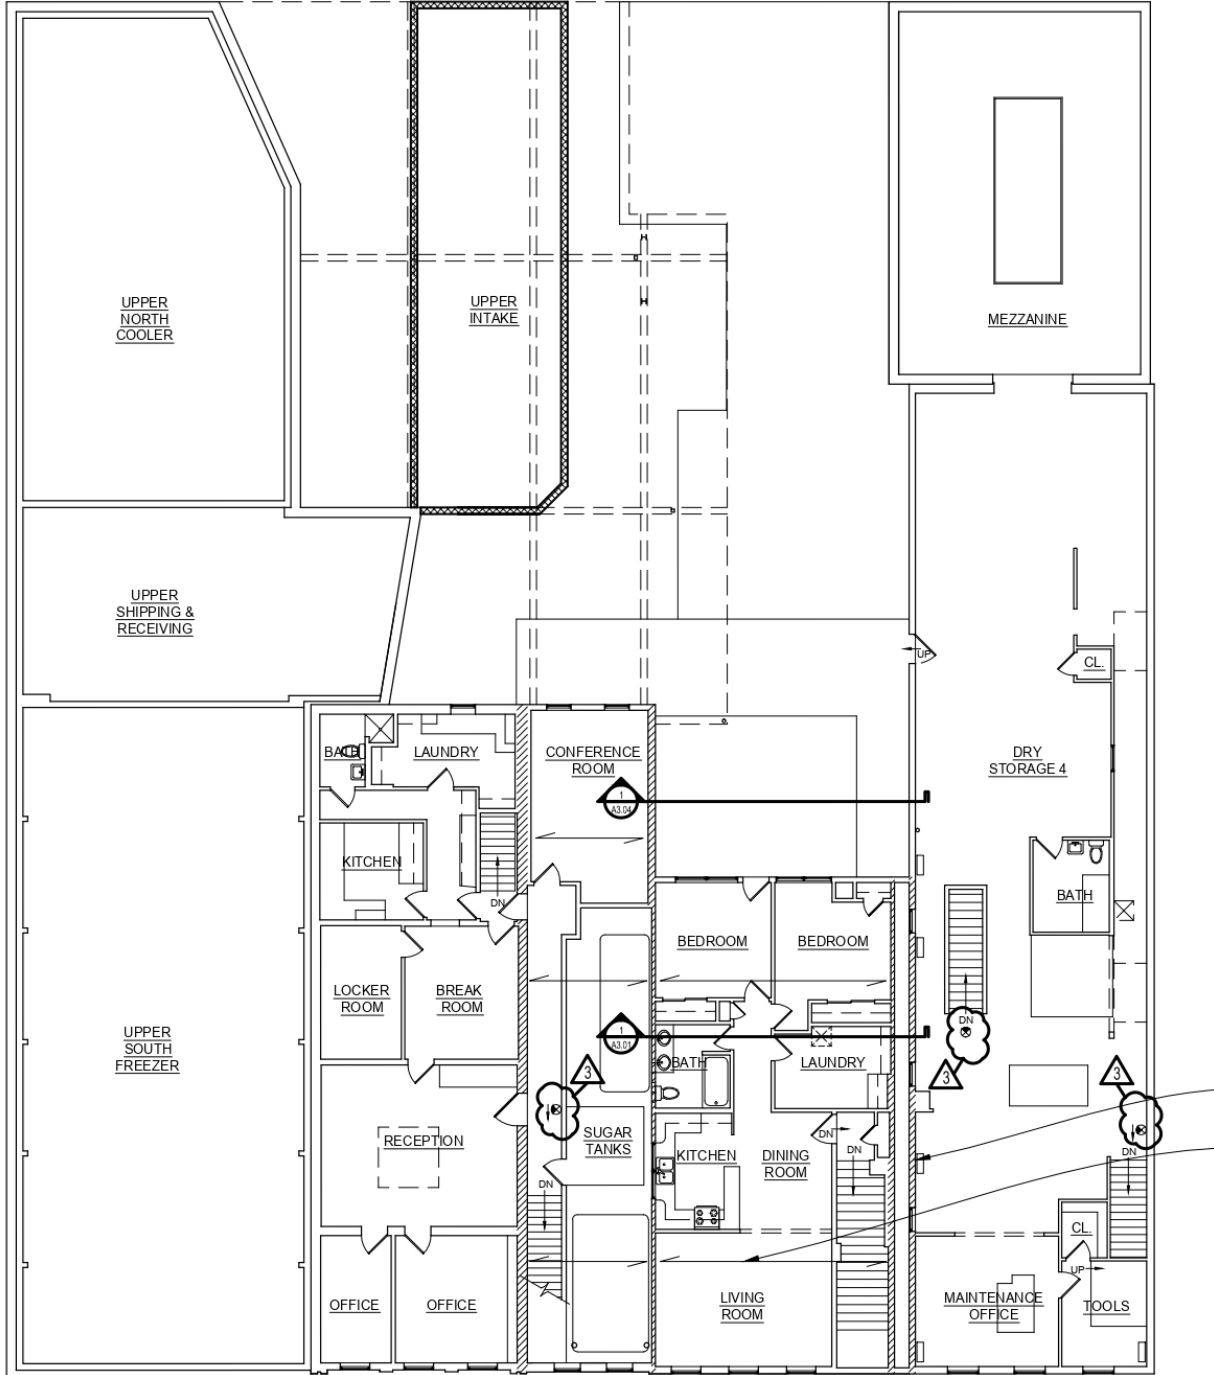 UPPER
NORTH
COOLER
UPPER
INTAKE
MEZZANINE
UPPER
SHIPPING &
RECEIVING
UP
CL.
BATH
LAUNDRY
CONFERENCE
ROOM
DRY
STORAGE 4
1
A3.04
KITCHEN
DN
BATH
BEDROOM
BEDROOM
LOCKER
ROOM
BREAK
ROOM
DN
UPPER
SOUTH
FREEZER
1
A3.01
BATH
LAUNDRY
3
3
3
RECEPTION
SUGAR
TANKS
KITCHEN
DINING
ROOM
DN
DN
DN
DN
CL.
UP
OFFICE
OFFICE
LIVING
ROOM
MAINTENANCE
OFFICE
TOOLS